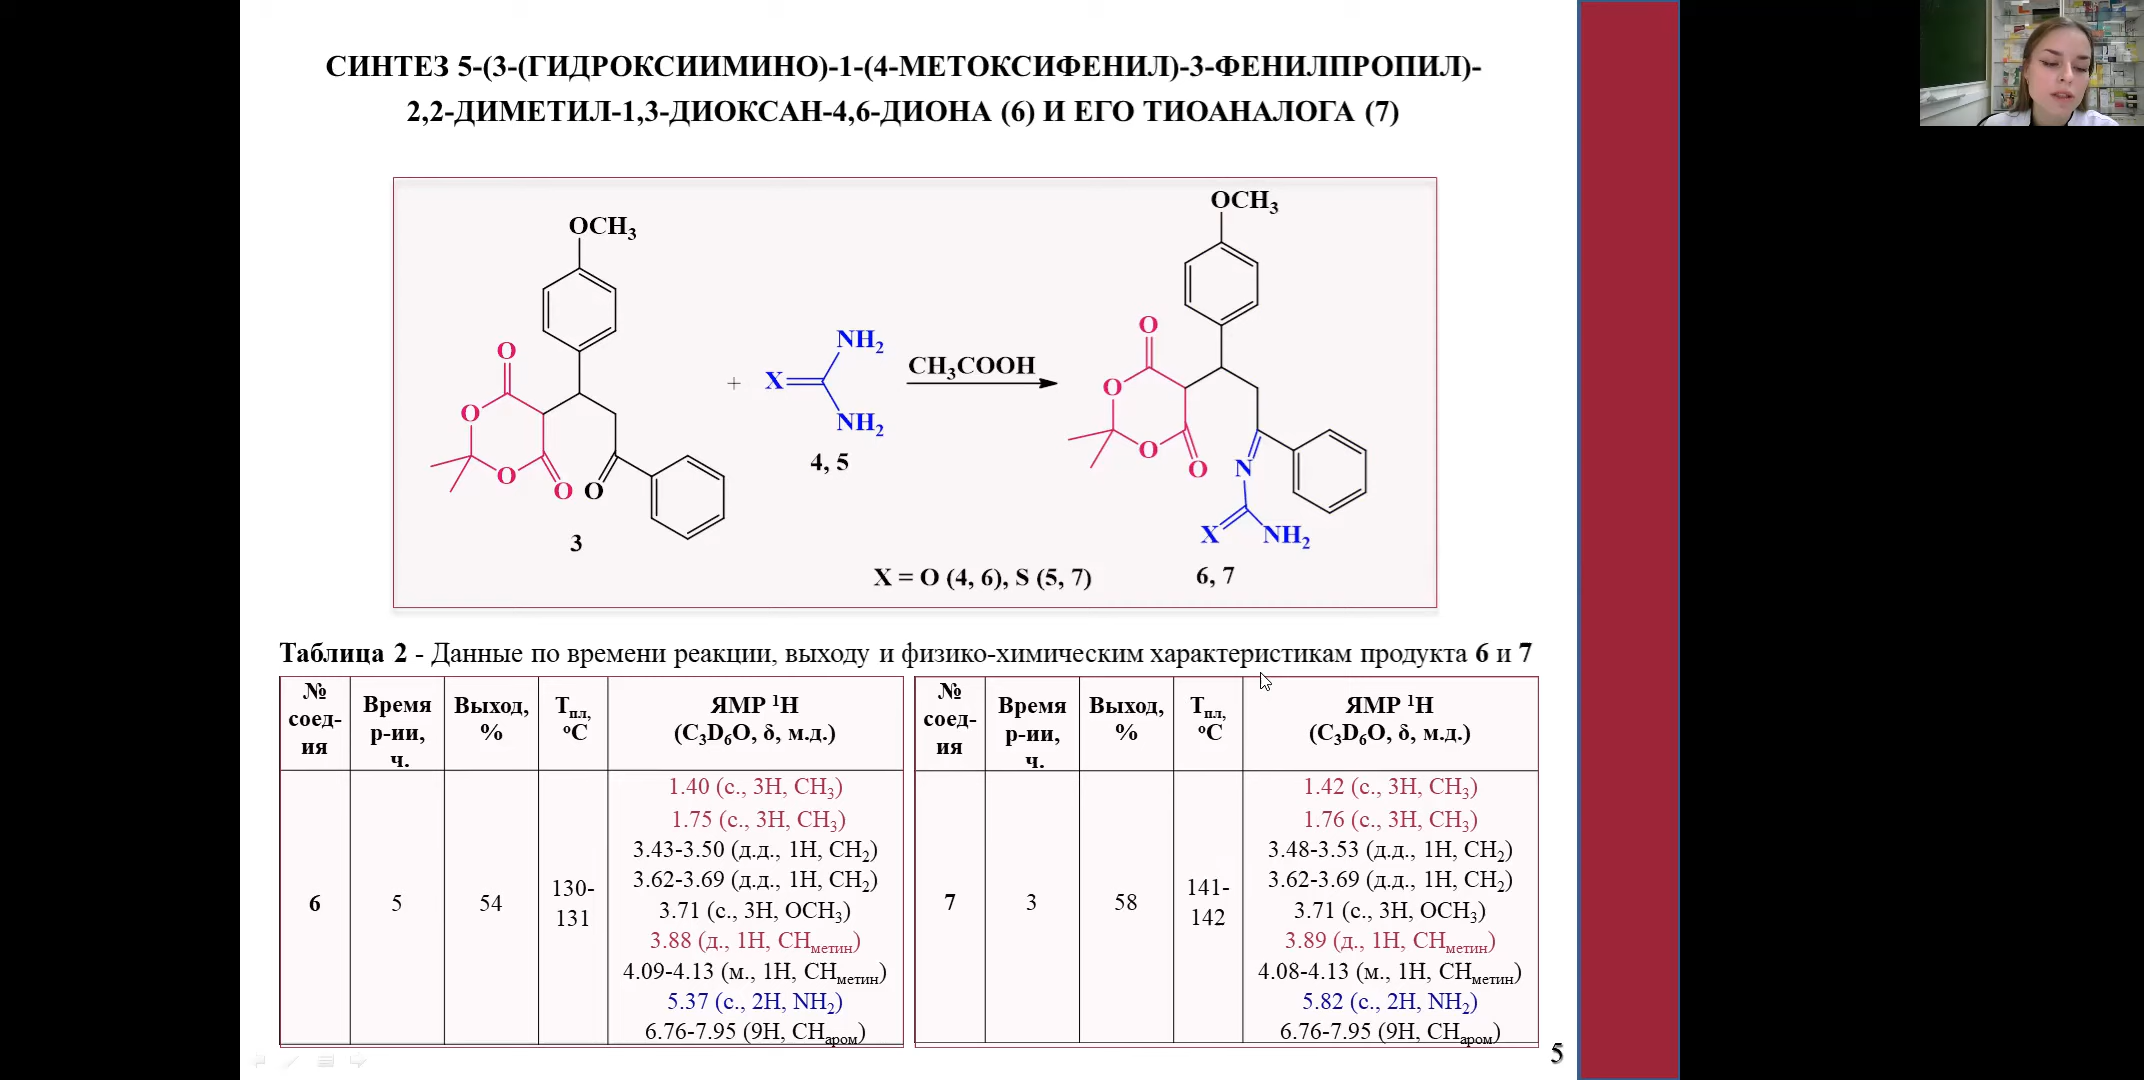 СИНТЕЗ 5-(3-(ГИДРОКСИИМИНО)-1-(4-МЕТОКСИФЕНИЛ)-3-ФЕНИЛПРОПИЛ)-
2,2-ДИМЕТИЛ-1,3-ДИОКСАН-4,6-ДИОНА (6) И ЕГО ТИОАНАЛОГА (7)
OCH₃
O
O
O
O
O
3
+
X
NH₂
NH₂
4, 5
CH₃COOH
OCH₃
O
O
O
O
N
X
NH₂
X = O (4, 6), S (5, 7)
6, 7
Таблица 2 - Данные по времени реакции, выходу и физико-химическим характеристикам продукта 6 и 7
№ соед-ия
Время р-ии, ч.
Выход, %
Tпл, ºС
ЯМР ¹Н (C₃D₆O, δ, м.д.)
6
5
54
130-131
1.40 (с., 3H, CH₃)
1.75 (с., 3H, CH₃)
3.43-3.50 (д.д., 1H, CH₂)
3.62-3.69 (д.д., 1H, CH₂)
3.71 (с., 3H, OCH₃)
3.88 (д., 1H, CHметин)
4.09-4.13 (м., 1H, CHметин)
5.37 (с., 2H, NH₂)
6.76-7.95 (9H, CHаром)
№ соед-ия
Время р-ии, ч.
Выход, %
Tпл, ºС
ЯМР ¹Н (C₃D₆O, δ, м.д.)
7
3
58
141-142
1.42 (с., 3H, CH₃)
1.76 (с., 3H, CH₃)
3.48-3.53 (д.д., 1H, CH₂)
3.62-3.69 (д.д., 1H, CH₂)
3.71 (с., 3H, OCH₃)
3.89 (д., 1H, CHметин)
4.08-4.13 (м., 1H, CHметин)
5.82 (с., 2H, NH₂)
6.76-7.95 (9H, CHаром)
5